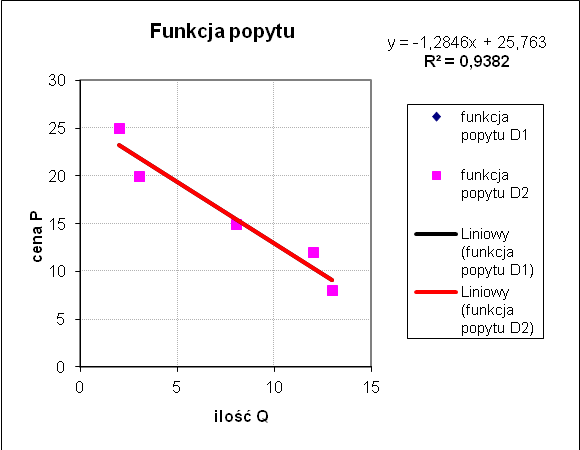 Funkcja popytu
y = -1,2846x + 25,763
R² = 0,9382
30
25
20
15
10
5
0
cena P
0
5
10
15
ilość Q
funkcja
popytu D1
funkcja
popytu D2
Liniowy
(funkcja
popytu D1)
Liniowy
(funkcja
popytu D2)